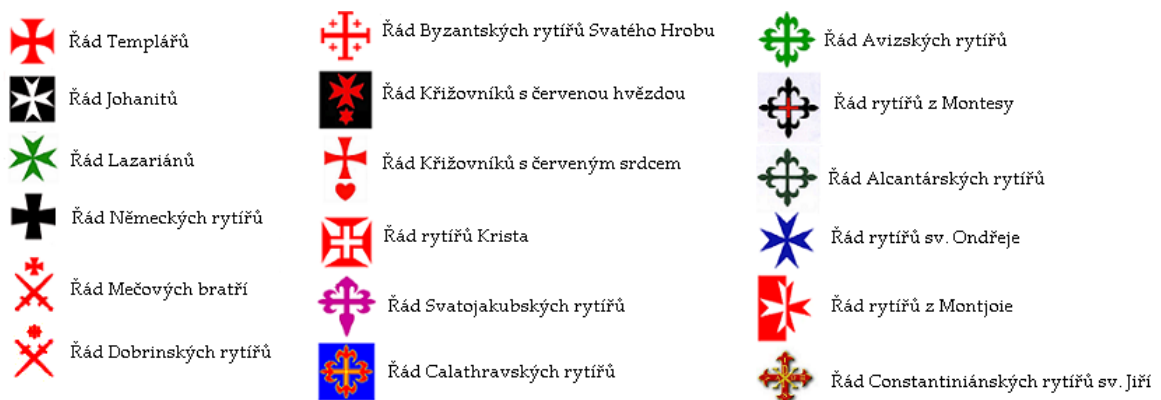 Řád Templářů
Řád Johanitů
Řád Lazariánů
Řád Německých rytířů
Řád Mečových bratří
Řád Dobrinských rytířů
Řád Byzantských rytířů Svatého Hrobu
Řád Křižovníků s červenou hvězdou
Řád Křižovníků s červeným srdcem
Řád rytířů Krista
Řád Svatojakubských rytířů
Řád Calathravských rytířů
Řád Avizských rytířů
Řád rytířů z Montesy
Řád Alcantárských rytířů
Řád rytířů sv. Ondřeje
Řád rytířů z Montjoie
Řád Constantiniánských rytířů sv. Jiří